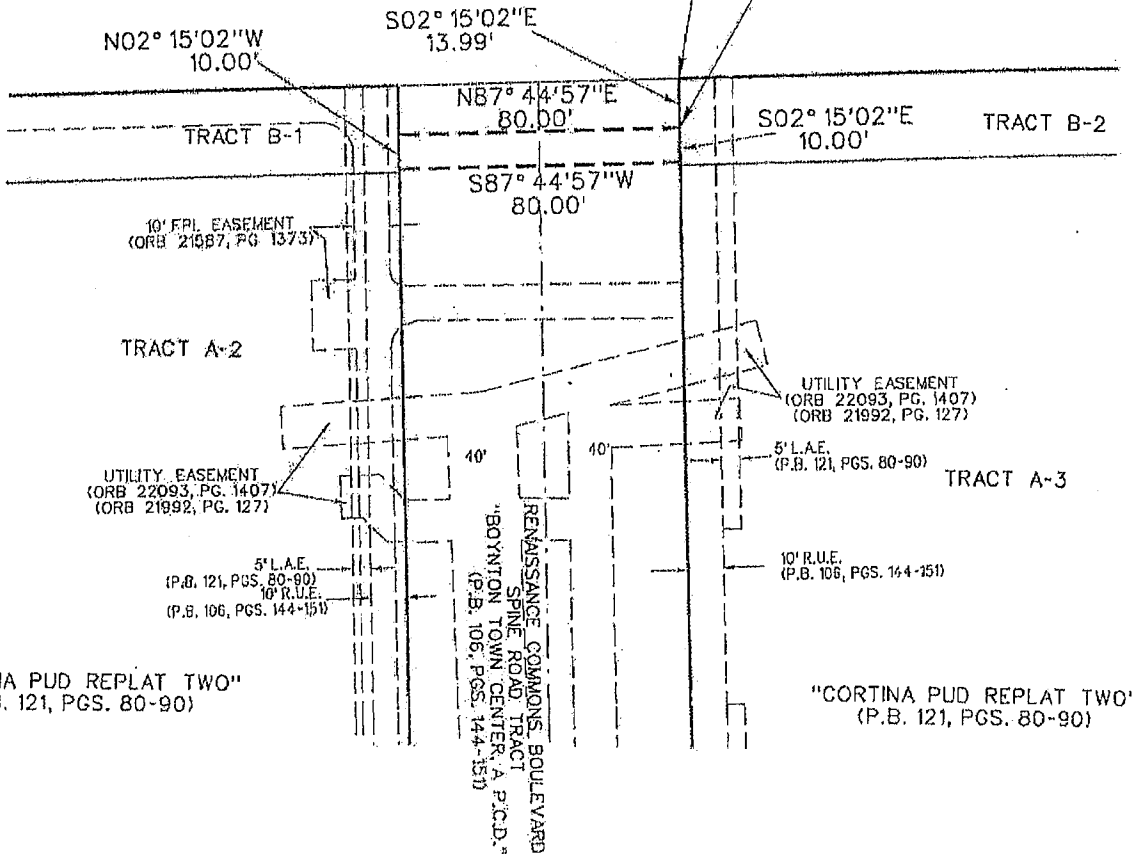 S02° 15'02"E
13.99'
N02° 15'02"W
10.00'
N87° 44'57"E
80.00'
TRACT B-1
S02° 15'02"E
10.00'
TRACT B-2
S87° 44'57"W
80.00'
10' FPL EASEMENT
(ORB 21587, PG 1373)
TRACT A-2
UTILITY EASEMENT
(ORB 22093, PG. 1407)
(ORB 21992, PG. 127)
40'
40'
5' L.A.E.
(P.B. 121, PGS. 80-90)
TRACT A-3
UTILITY EASEMENT
(ORB 22093, PG. 1407)
(ORB 21992, PG. 127)
5' L.A.E.
(P.B. 121, PGS. 80-90)
10' R.U.E.
(P.B. 106, PGS. 144-151)
10' R.U.E.
(P.B. 106, PGS. 144-151)
RENAISSANCE COMMONS BOULEVARD
SPINE ROAD TRACT
"BOYNTON TOWN CENTER, A P.C.D."
(P.B. 106, PGS. 144-151)
NA PUD REPLAT TWO"
B. 121, PGS. 80-90)
"CORTINA PUD REPLAT TWO"
(P.B. 121, PGS. 80-90)